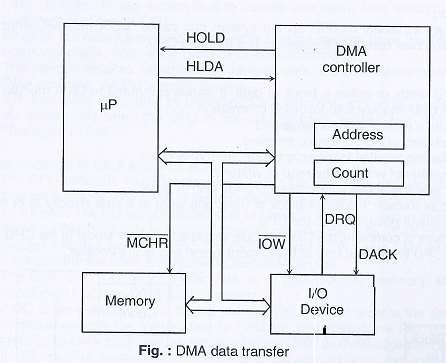 HOLD
DMA
controller
HLDA
μP
Address
Count
DRQ
MCHR
IOW
DACK
Memory
I/O
Device
Fig. : DMA data transfer